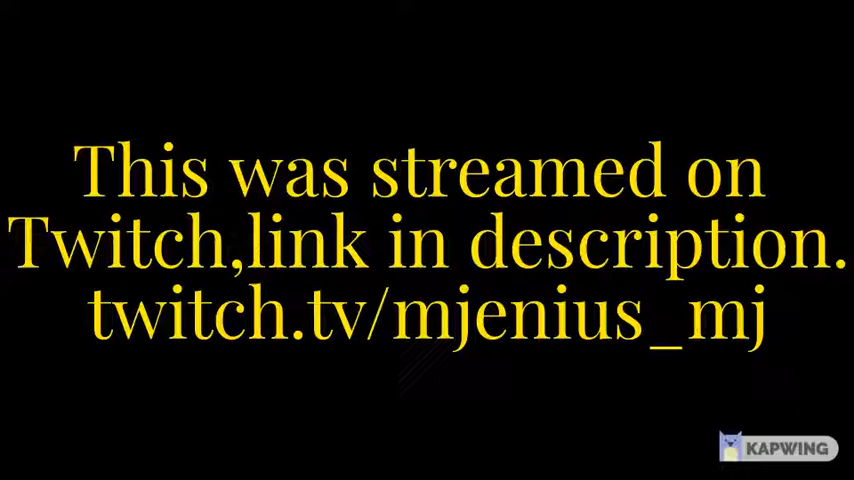 This was streamed on
Twitch,link in description.
twitch.tv/mjenius_mj
KAPWING